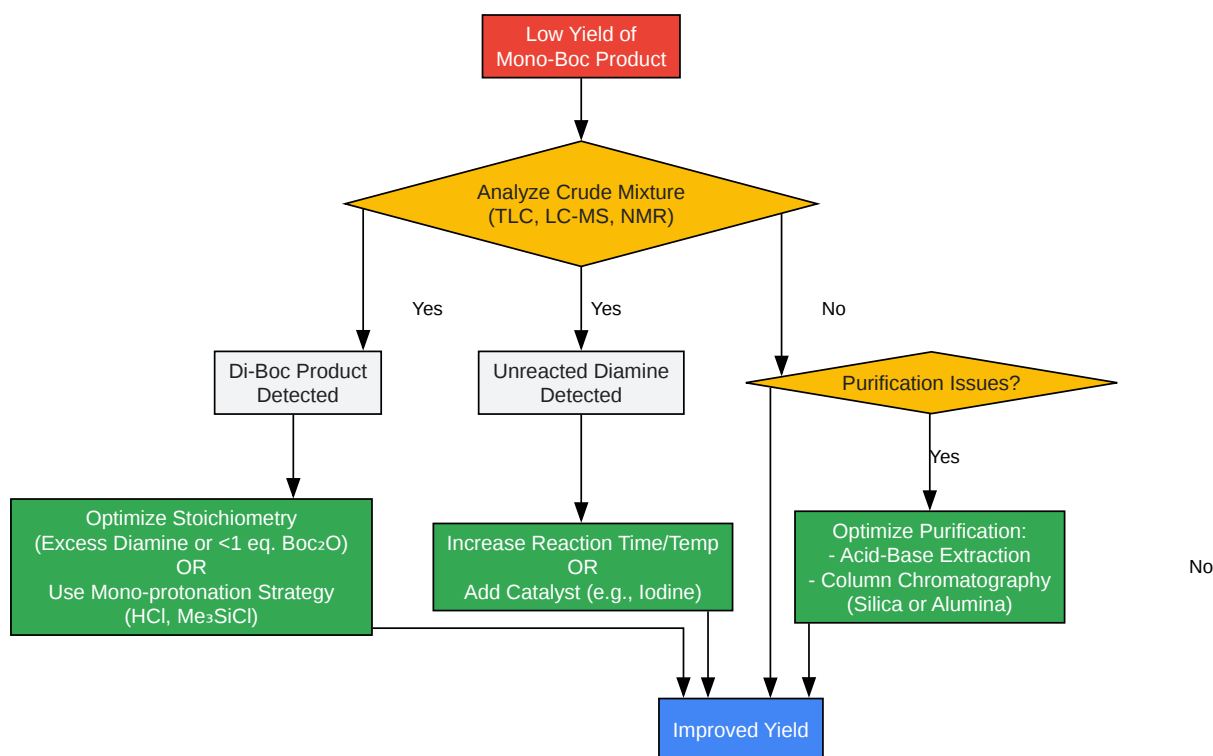 Low Yield of
Mono-Boc Product
Analyze Crude Mixture
(TLC, LC-MS, NMR)
Yes
Yes
No
Di-Boc Product
Detected
Unreacted Diamine
Detected
Purification Issues?
Yes
Optimize Stoichiometry
(Excess Diamine or <1 eq. Boc₂O)
OR
Use Mono-protonation Strategy
(HCl, Me₃SiCl)
Increase Reaction Time/Temp
OR
Add Catalyst (e.g., Iodine)
Optimize Purification:
- Acid-Base Extraction
- Column Chromatography
(Silica or Alumina)
No
Improved Yield